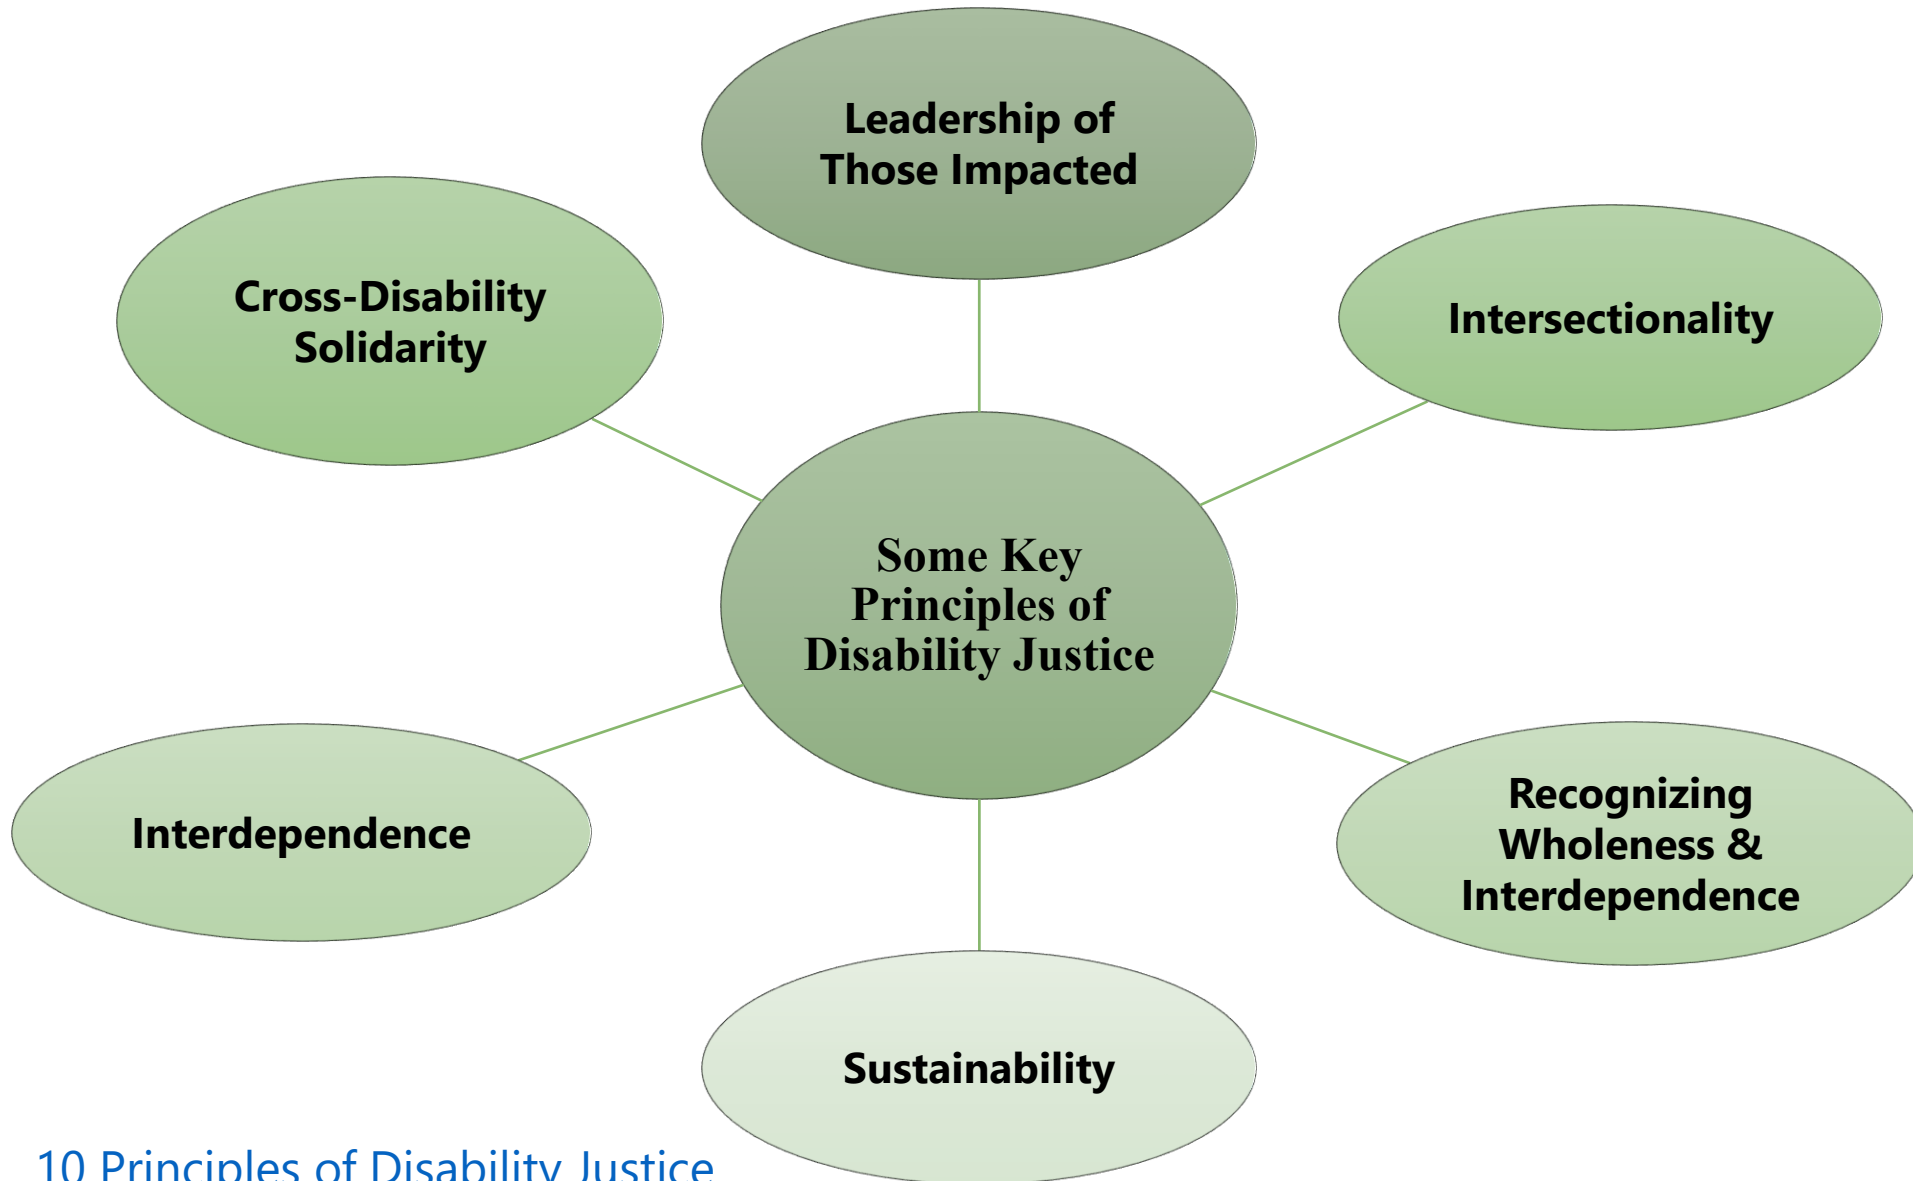 Leadership of
Those Impacted
Cross-Disability
Solidarity
Intersectionality
Some Key
Principles of
Disability Justice
Interdependence
Recognizing
Wholeness &
Interdependence
Sustainability
10 Principles of Disability Justice